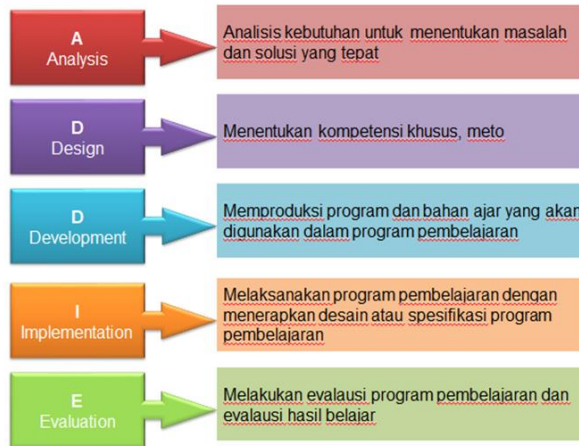 A
Analysis
Analisis kebutuhan untuk menentukan masalah
dan solusi yang tepat
D
Design
Menentukan kompetensi khusus, meto
D
Development
Memproduksi program dan bahan ajar yang akan
digunakan dalam program pembelajaran
I
Implementation
Melaksanakan program pembelajaran dengan
menerapkan desain atau spesifikasi program
pembelajaran
E
Evaluation
Melakukan evalausi program pembelajaran dan
evalausi hasil belajar